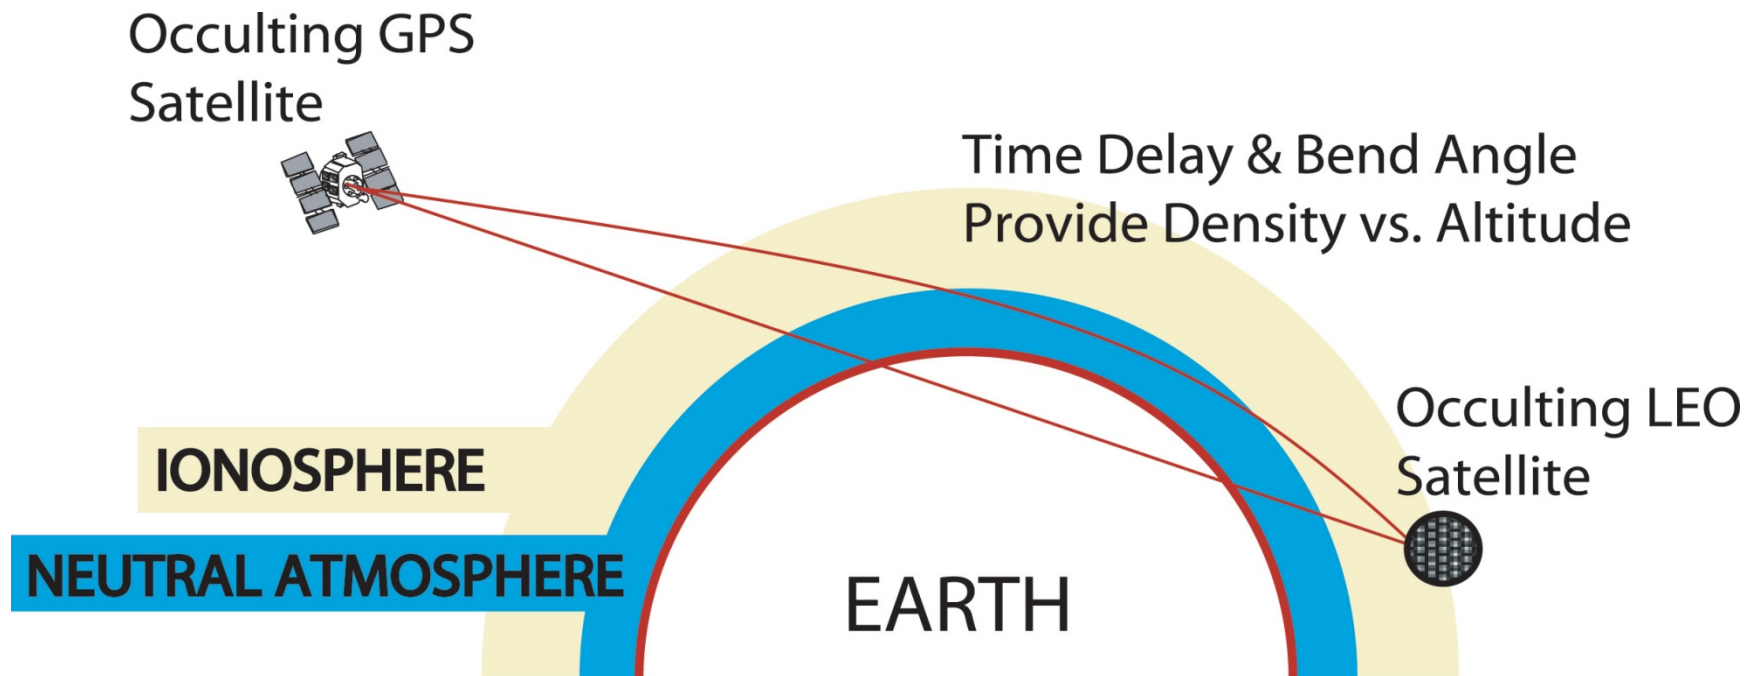 Occulting GPS
Satellite
Time Delay & Bend Angle
Provide Density vs. Altitude
Occulting LEO
Satellite
IONOSPHERE
NEUTRAL ATMOSPHERE
EARTH